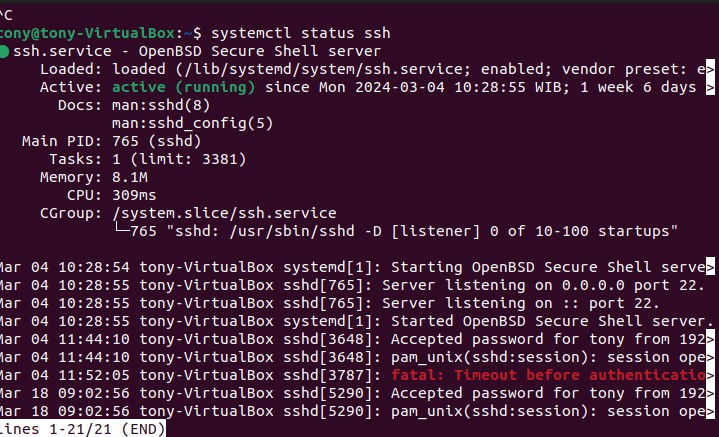 ^C
tony@tony-VirtualBox:~$ systemctl status ssh
● ssh.service - OpenBSD Secure Shell server
     Loaded: loaded (/lib/systemd/system/ssh.service; enabled; vendor preset: e>
     Active: active (running) since Mon 2024-03-04 10:28:55 WIB; 1 week 6 days >
       Docs: man:sshd(8)
             man:sshd_config(5)
   Main PID: 765 (sshd)
      Tasks: 1 (limit: 3381)
     Memory: 8.1M
        CPU: 309ms
     CGroup: /system.slice/ssh.service
             └─765 "sshd: /usr/sbin/sshd -D [listener] 0 of 10-100 startups"

Mar 04 10:28:54 tony-VirtualBox systemd[1]: Starting OpenBSD Secure Shell serve>
Mar 04 10:28:55 tony-VirtualBox sshd[765]: Server listening on 0.0.0.0 port 22.
Mar 04 10:28:55 tony-VirtualBox sshd[765]: Server listening on :: port 22.
Mar 04 10:28:55 tony-VirtualBox systemd[1]: Started OpenBSD Secure Shell server.
Mar 04 11:44:10 tony-VirtualBox sshd[3648]: Accepted password for tony from 192>
Mar 04 11:44:10 tony-VirtualBox sshd[3648]: pam_unix(sshd:session): session ope>
Mar 04 11:52:05 tony-VirtualBox sshd[3787]: fatal: Timeout before authenticatio>
Mar 18 09:02:56 tony-VirtualBox sshd[5290]: Accepted password for tony from 192>
Mar 18 09:02:56 tony-VirtualBox sshd[5290]: pam_unix(sshd:session): session ope>
lines 1-21/21 (END)